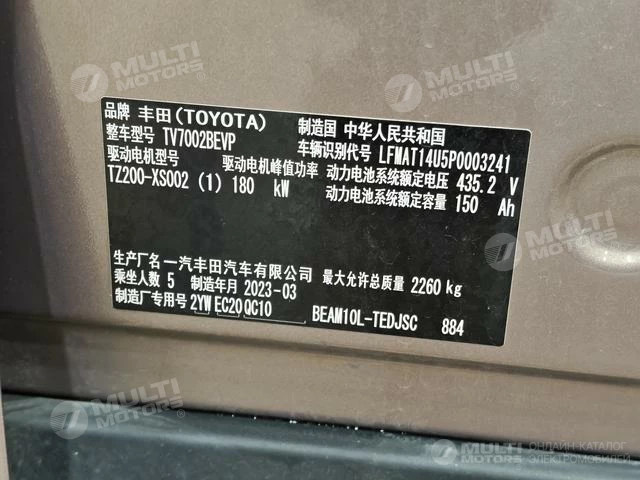 MULTI MOTORS
MULTI MOTORS
品牌 丰田(TOYOTA) 制造国 中华人民共和国
整车型号 TV7002BEVP 车辆识别代号 LFMAT14U5P0003241
驱动电机型号 驱动电机峰值功率 动力电池系统额定电压 435.2 V
TZ200-XS002 (1) 180 kW 动力电池系统额定容量 150 Ah
生产厂名 一汽丰田汽车有限公司 最大允许总质量 2260 kg
乘坐人数 5 制造年月 2023-03
制造厂专用号 2YW EC20 QC10 BEAM10L-TEDJSC 884
MULTI MOTORS
MULTI MOTORS
MULTI MOTORS
ОНЛАЙН-КАТАЛОГ
ЭЛЕКТРОМОБИЛЕЙ